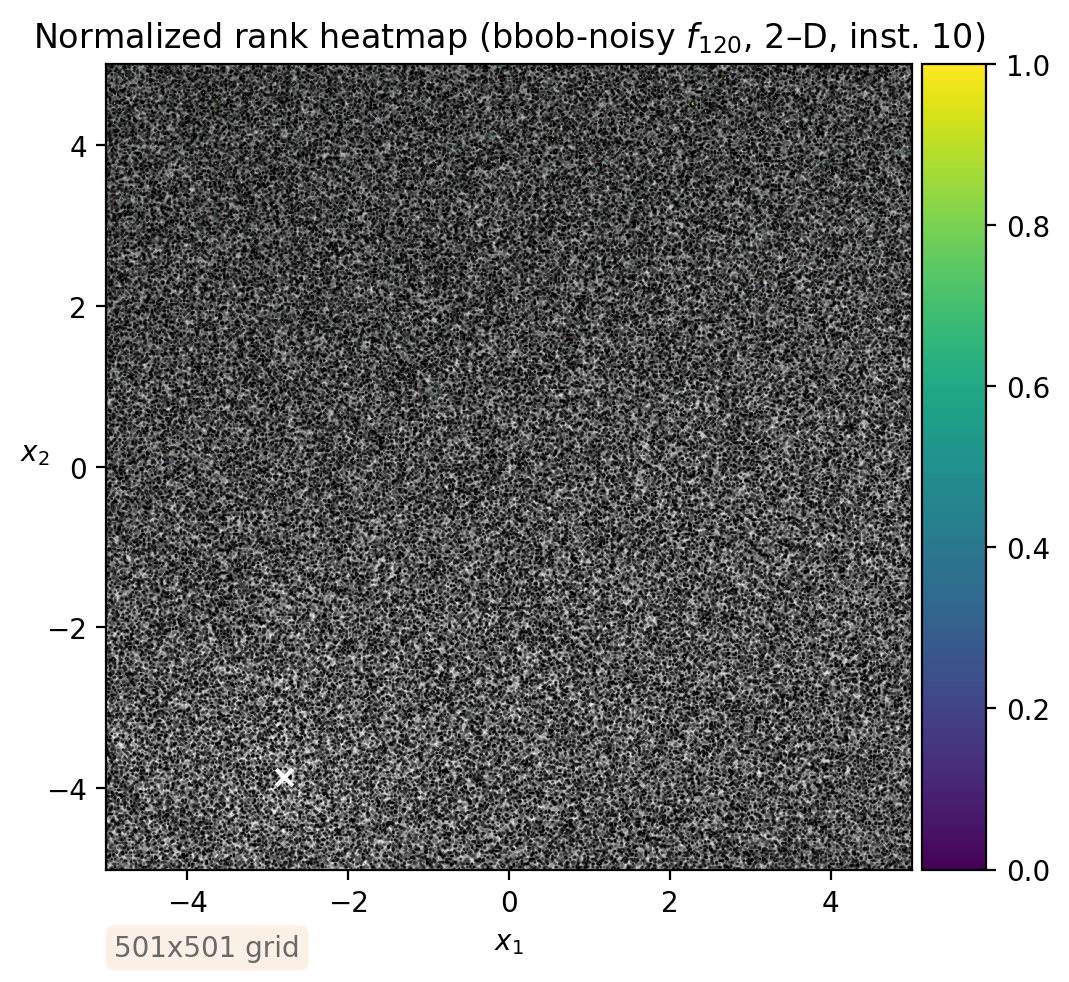 Normalized rank heatmap (bbob-noisy f₁₂₀, 2–D, inst. 10)
1.0
0.8
0.6
0.4
0.2
0.0
4
2
0
−2
−4
x₂
−4 −2 0 2 4
x₁
501x501 grid